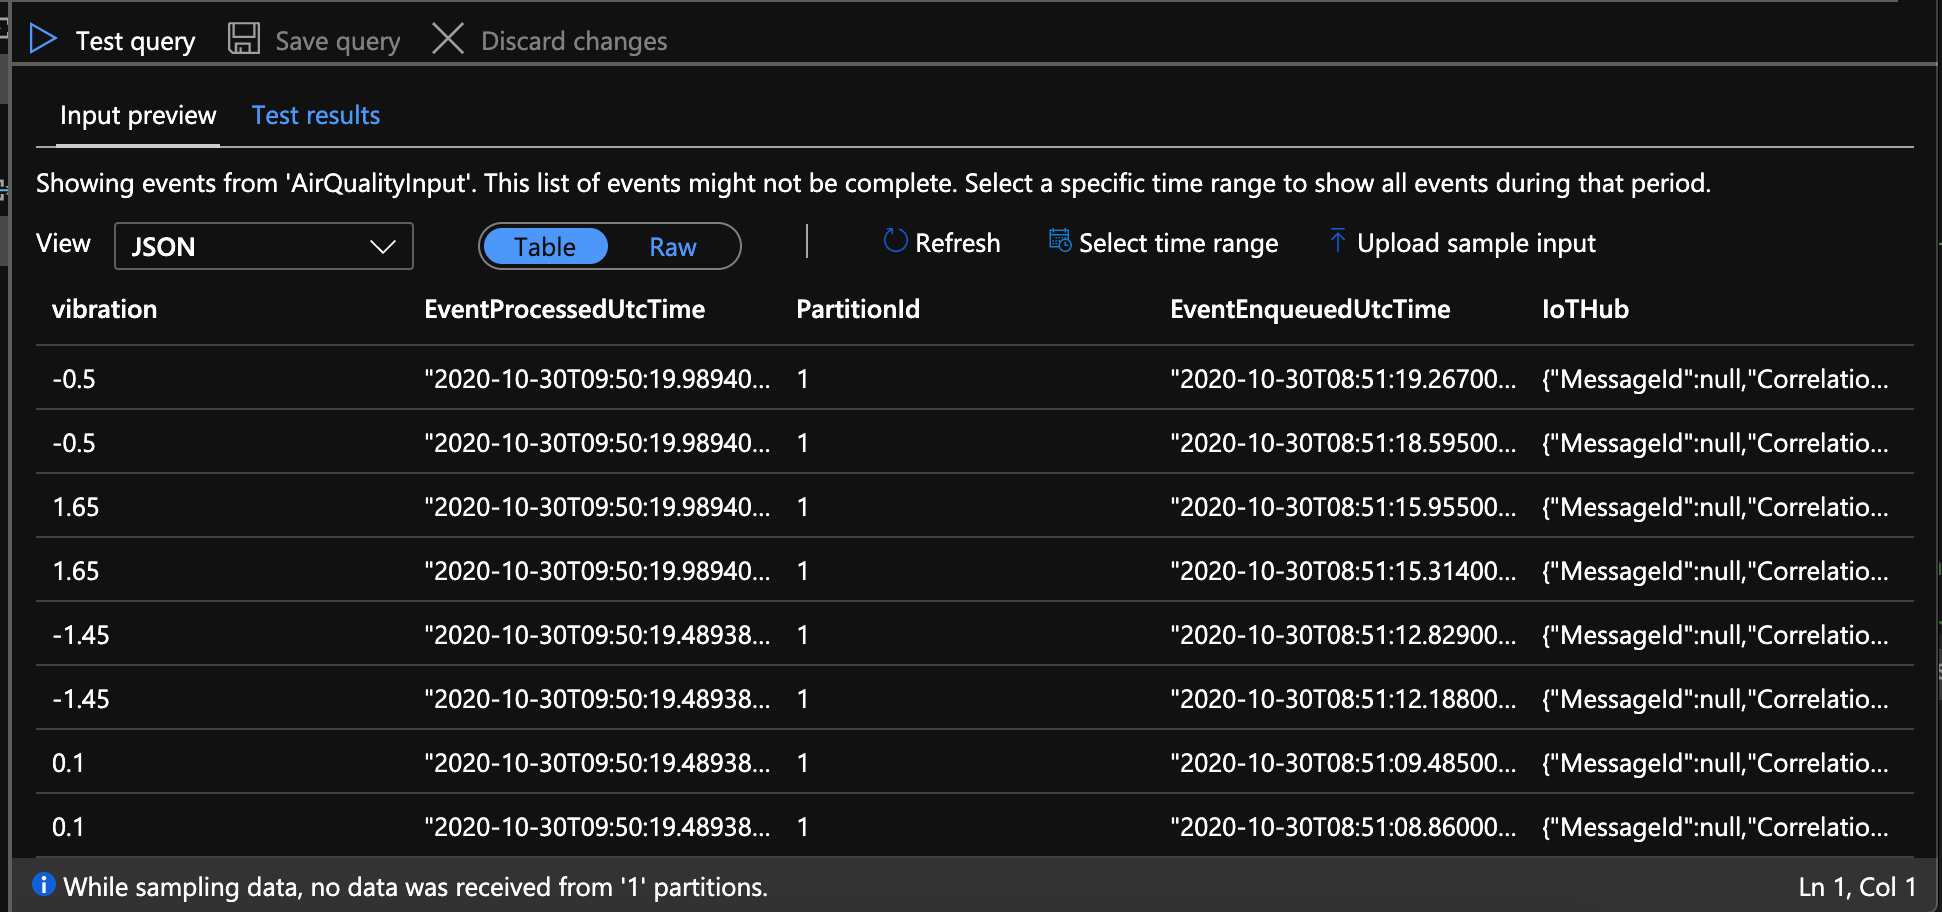 Test query Save query Discard changes
Input preview Test results
Showing events from 'AirQualityInput'. This list of events might not be complete. Select a specific time range to show all events during that period.
View JSON Table Raw Refresh Select time range Upload sample input
vibration EventProcessedUtcTime PartitionId EventEnqueuedUtcTime IoTHub
-0.5 "2020-10-30T09:50:19.98940... 1 "2020-10-30T08:51:19.26700... {"MessageId":null,"Correlatio...
-0.5 "2020-10-30T09:50:19.98940... 1 "2020-10-30T08:51:18.59500... {"MessageId":null,"Correlatio...
1.65 "2020-10-30T09:50:19.98940... 1 "2020-10-30T08:51:15.95500... {"MessageId":null,"Correlatio...
1.65 "2020-10-30T09:50:19.98940... 1 "2020-10-30T08:51:15.31400... {"MessageId":null,"Correlatio...
-1.45 "2020-10-30T09:50:19.48938... 1 "2020-10-30T08:51:12.82900... {"MessageId":null,"Correlatio...
-1.45 "2020-10-30T09:50:19.48938... 1 "2020-10-30T08:51:12.18800... {"MessageId":null,"Correlatio...
0.1 "2020-10-30T09:50:19.48938... 1 "2020-10-30T08:51:09.48500... {"MessageId":null,"Correlatio...
0.1 "2020-10-30T09:50:19.48938... 1 "2020-10-30T08:51:08.86000... {"MessageId":null,"Correlatio...
While sampling data, no data was received from '1' partitions. Ln 1, Col 1